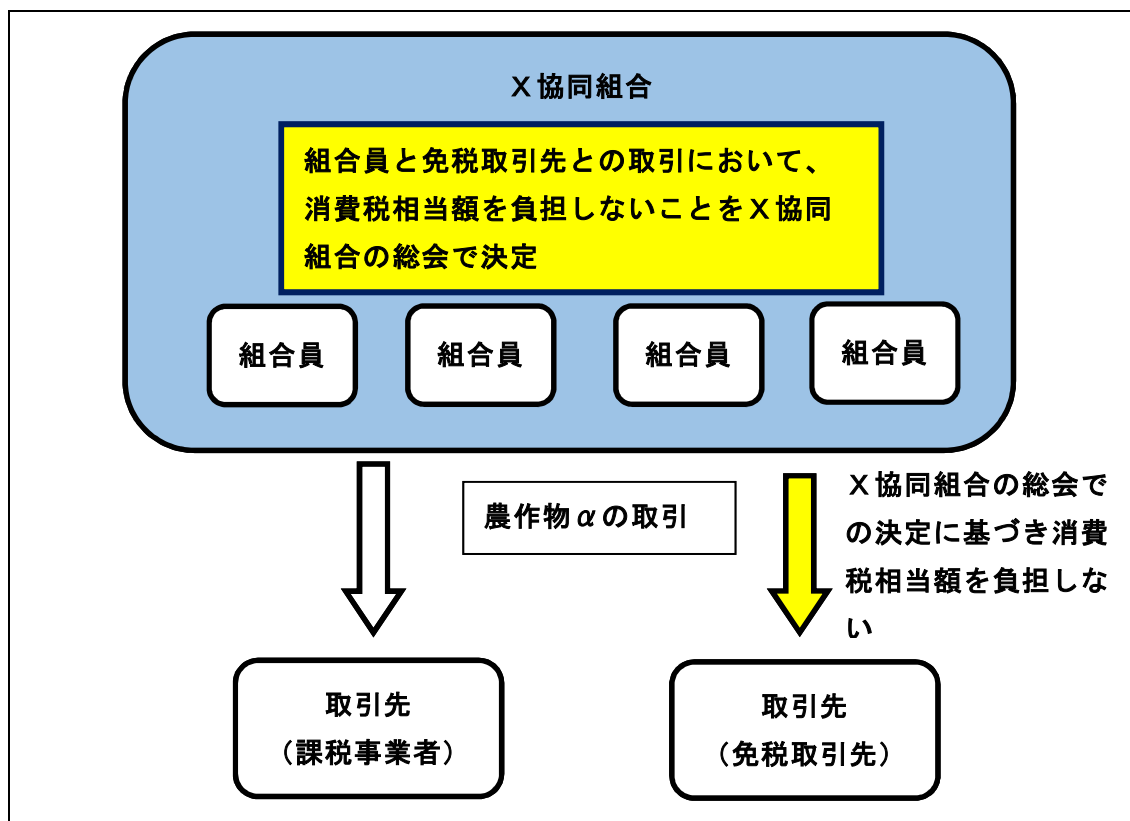 X協同組合
組合員と免税取引先との取引において、
消費税相当額を負担しないことをX協同
組合の総会で決定
組合員
組合員
組合員
組合員
農作物αの取引
X協同組合の総会で
の決定に基づき消費
税相当額を負担しな
い
取引先
(課税事業者)
取引先
(免税取引先)